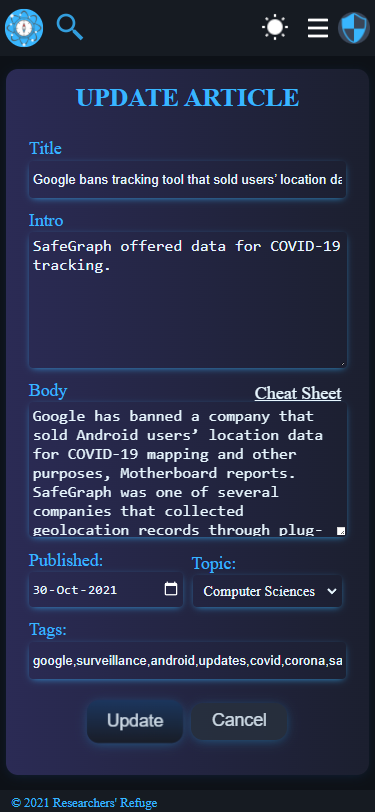 UPDATE ARTICLE
Title
Google bans tracking tool that sold users’ location da
Intro
SafeGraph offered data for COVID-19
tracking.
Body
Cheat Sheet
Google has banned a company that
sold Android users’ location data
for COVID-19 mapping and other
purposes, Motherboard reports.
SafeGraph was one of several
companies that collected
geolocation records through plug-
Published:
Topic:
30-Oct-2021
Computer Sciences
Tags:
google,surveillance,android,updates,covid,corona,sa
Update
Cancel
© 2021 Researchers' Refuge